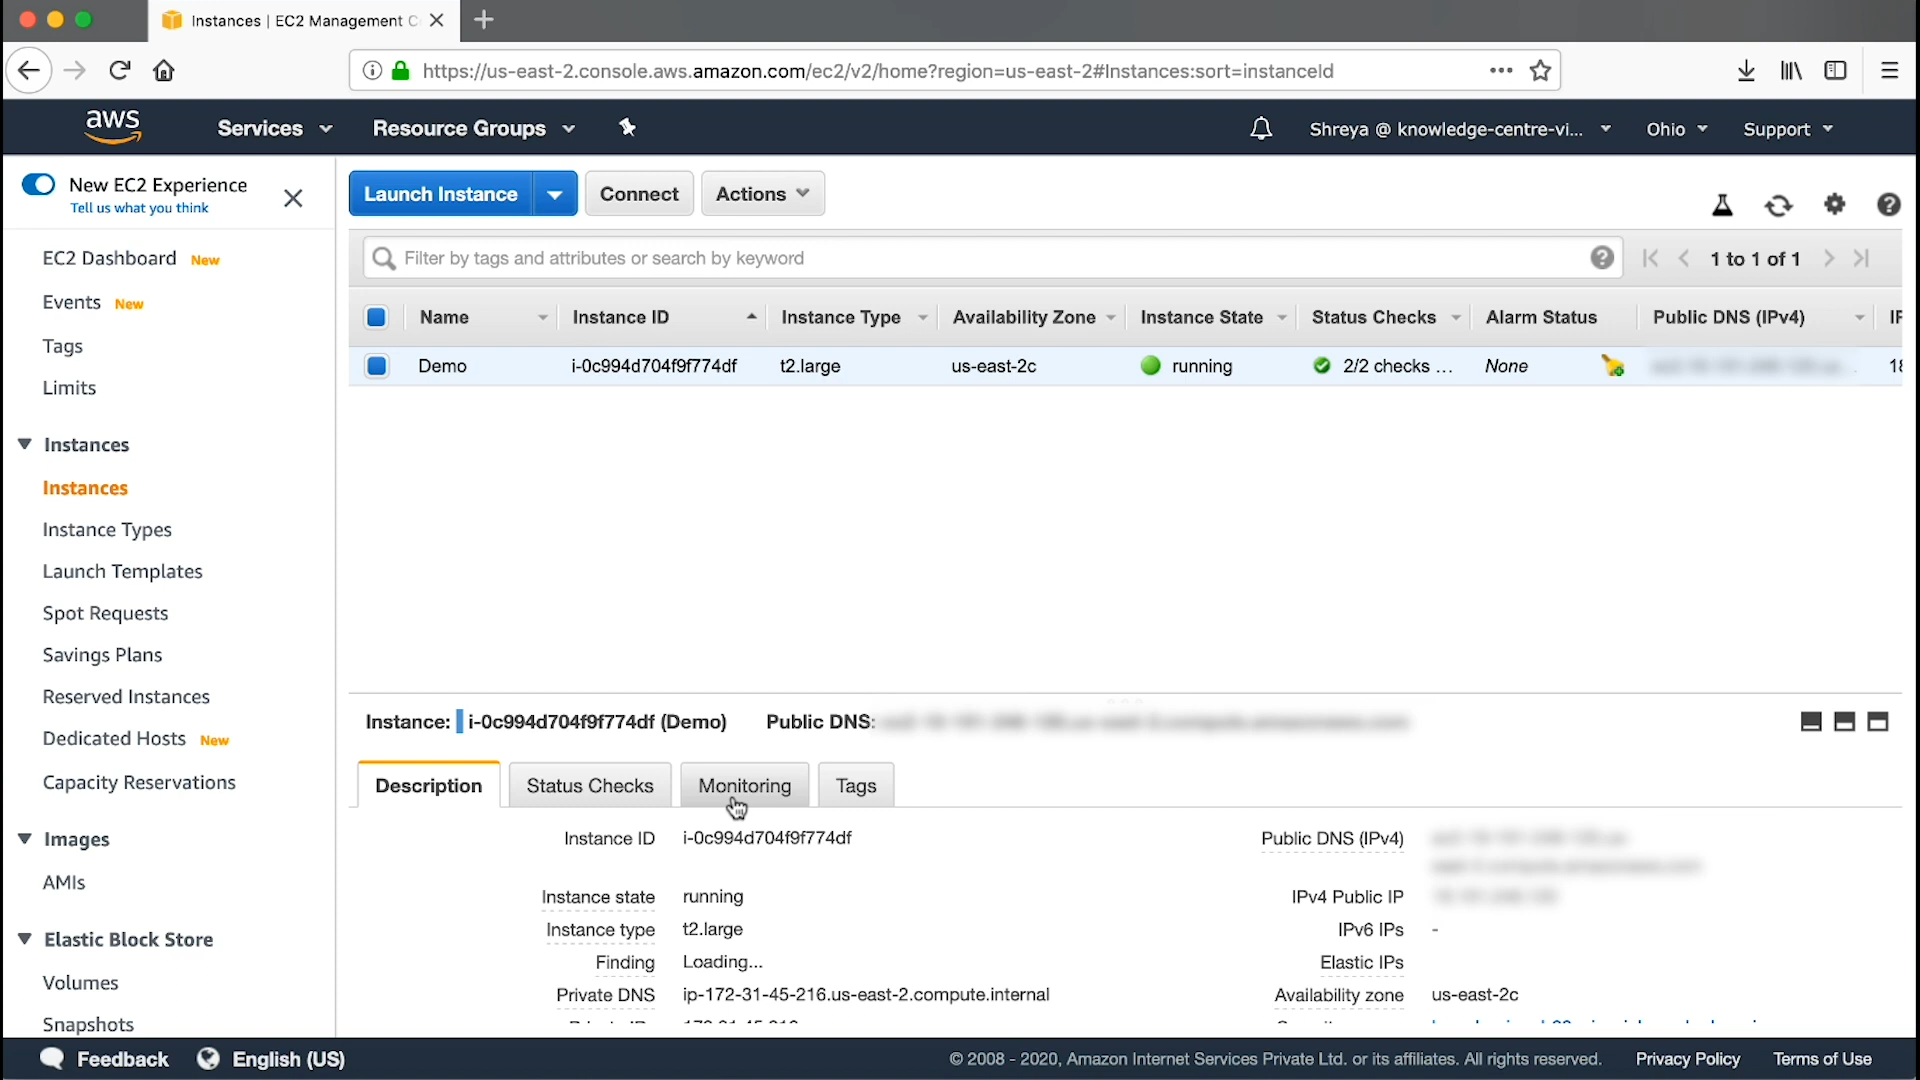 Instances | EC2 Management C
https://us-east-2.console.aws.amazon.com/ec2/v2/home?region=us-east-2#Instances:sort=instanceId
aws Services Resource Groups Shreya @ knowledge-centre-vi... Ohio Support
New EC2 Experience
Tell us what you think
EC2 Dashboard New
Events New
Tags
Limits
Instances
Instances
Instance Types
Launch Templates
Spot Requests
Savings Plans
Reserved Instances
Dedicated Hosts New
Capacity Reservations
Images
AMIs
Elastic Block Store
Volumes
Snapshots
Launch Instance Connect Actions
Filter by tags and attributes or search by keyword 1 to 1 of 1
Name Instance ID Instance Type Availability Zone Instance State Status Checks Alarm Status Public DNS (IPv4)
Demo i-0c994d704f9f774df t2.large us-east-2c running 2/2 checks ... None
Instance: i-0c994d704f9f774df (Demo) Public DNS:
Description Status Checks Monitoring Tags
Instance ID i-0c994d704f9f774df Public DNS (IPv4)
Instance state running IPv4 Public IP
Instance type t2.large IPv6 IPs -
Finding Loading... Elastic IPs
Private DNS ip-172-31-45-216.us-east-2.compute.internal Availability zone us-east-2c
Feedback English (US) © 2008 - 2020, Amazon Internet Services Private Ltd. or its affiliates. All rights reserved. Privacy Policy Terms of Use